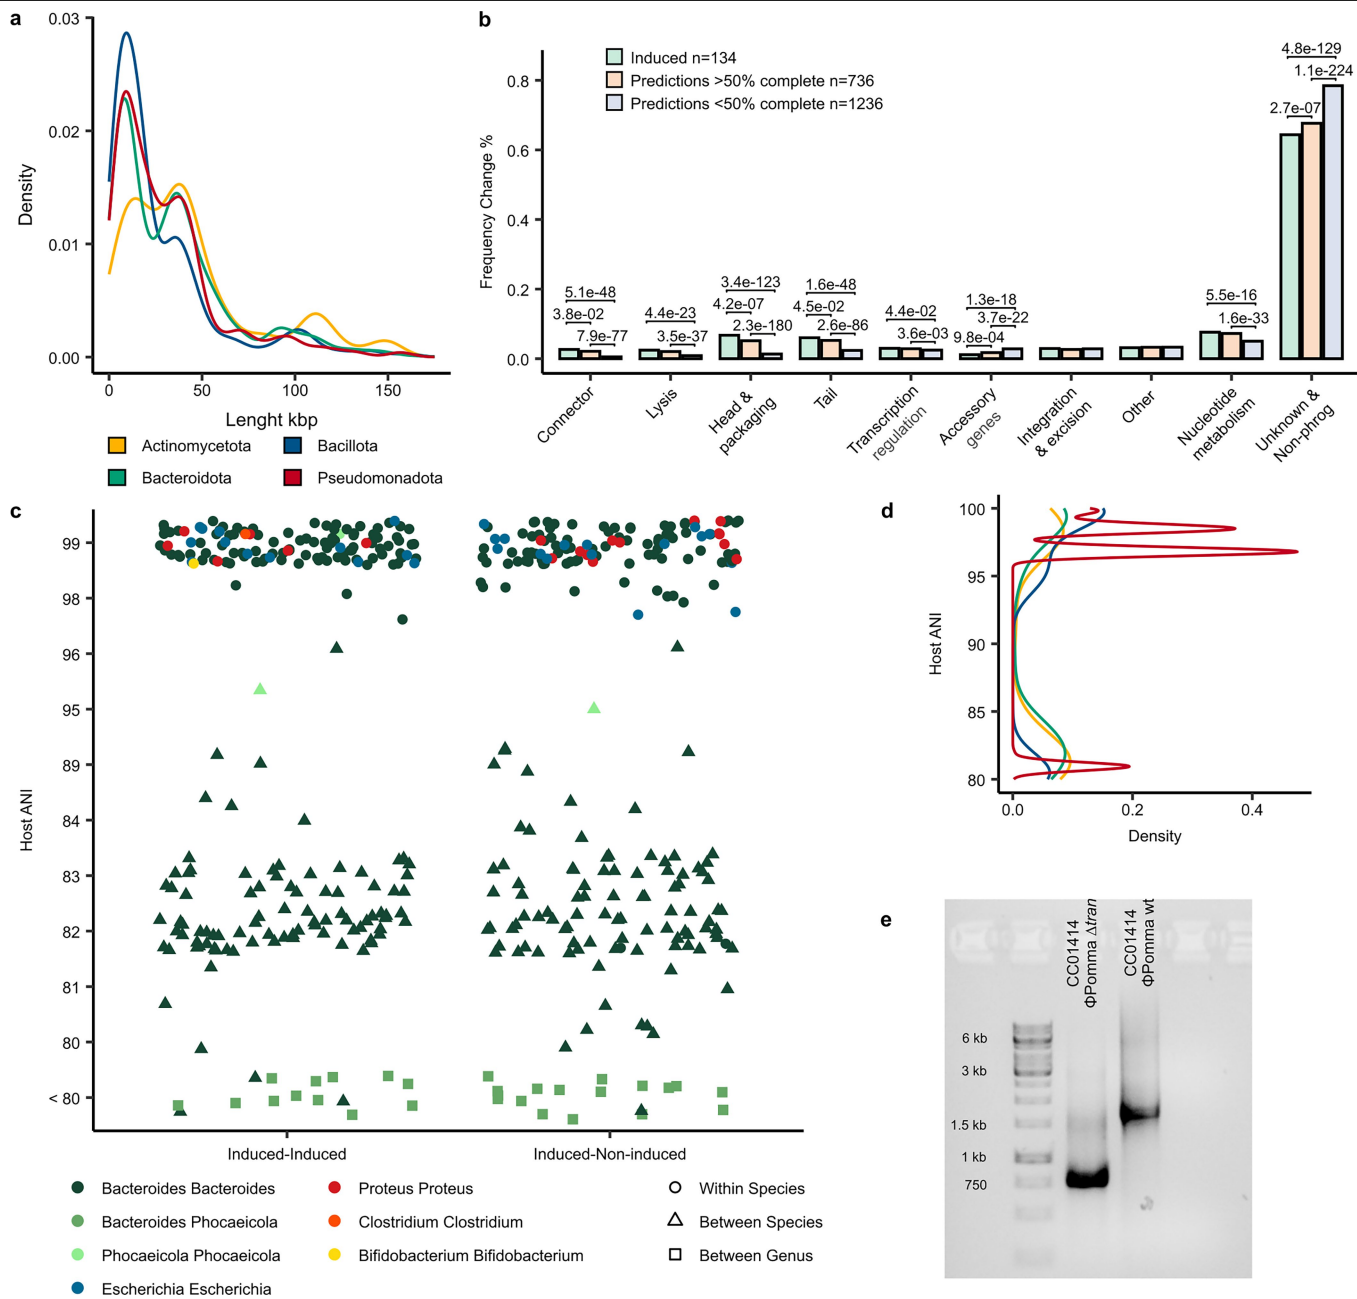 a
0.03
0.02
0.01
0.00
Density
0
50
100
150
Lenght kbp
Actinomycetota
Bacillota
Bacteroidota
Pseudomonadota
b
Induced n=134
Predictions >50% complete n=736
Predictions <50% complete n=1236
Frequency Change %
0.8
0.6
0.4
0.2
0.0
5.1e-48
3.8e-02
7.9e-77
4.4e-23
3.5e-37
3.4e-123
4.2e-07
2.3e-180
1.6e-48
4.5e-02
2.6e-86
4.4e-02
3.6e-03
1.3e-18
3.7e-22
9.8e-04
5.5e-16
1.6e-33
4.8e-129
1.1e-224
2.7e-07
Connector
Lysis
Head &
packaging
Tail
Transcription
regulation
Accessory
genes
Integration
& excision
Other
Nucleotide
metabolism
Unknown &
Non-phrog
c
Host ANI
99
98
96
95
89
84
83
82
81
80
< 80
Induced-Induced
Induced-Non-induced
Bacteroides Bacteroides
Bacteroides Phocaeicola
Phocaeicola Phocaeicola
Escherichia Escherichia
Proteus Proteus
Clostridium Clostridium
Bifidobacterium Bifidobacterium
Within Species
Between Species
Between Genus
d
Host ANI
100
95
90
85
80
0.0
0.2
0.4
Density
e
CC01414
ΦPomma Δtran
CC01414
ΦPomma wt
6 kb
3 kb
1.5 kb
1 kb
750